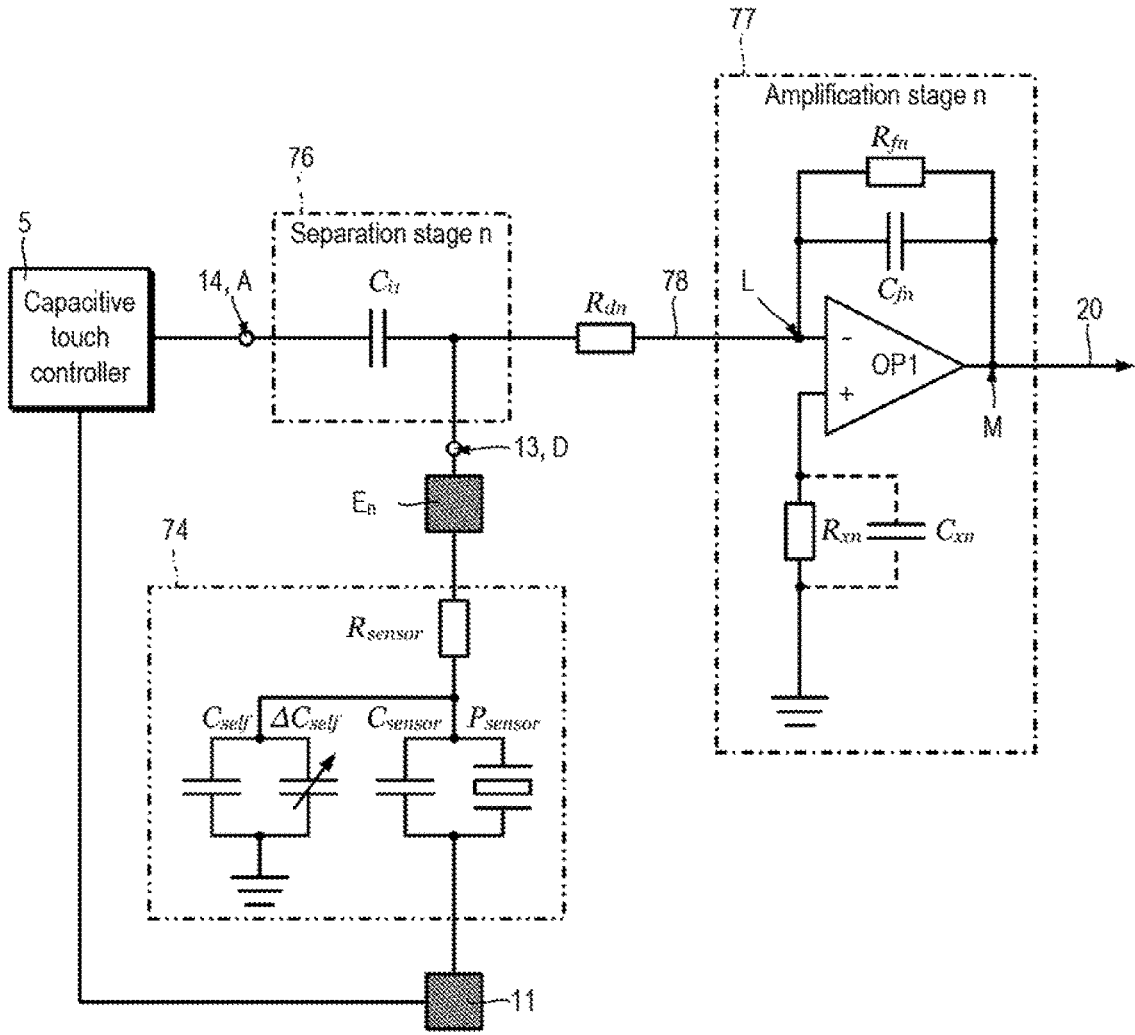 77
Amplification stage n
R_fn
76
Separation stage n
5
Capacitive
touch
controller
14, A
C_it
R_dn
78
L
C_fn
20
-
OP1
+
M
13, D
E_n
R_xn
C_xn
74
R_sensor
C_self
ΔC_self
C_sensor
P_sensor
11